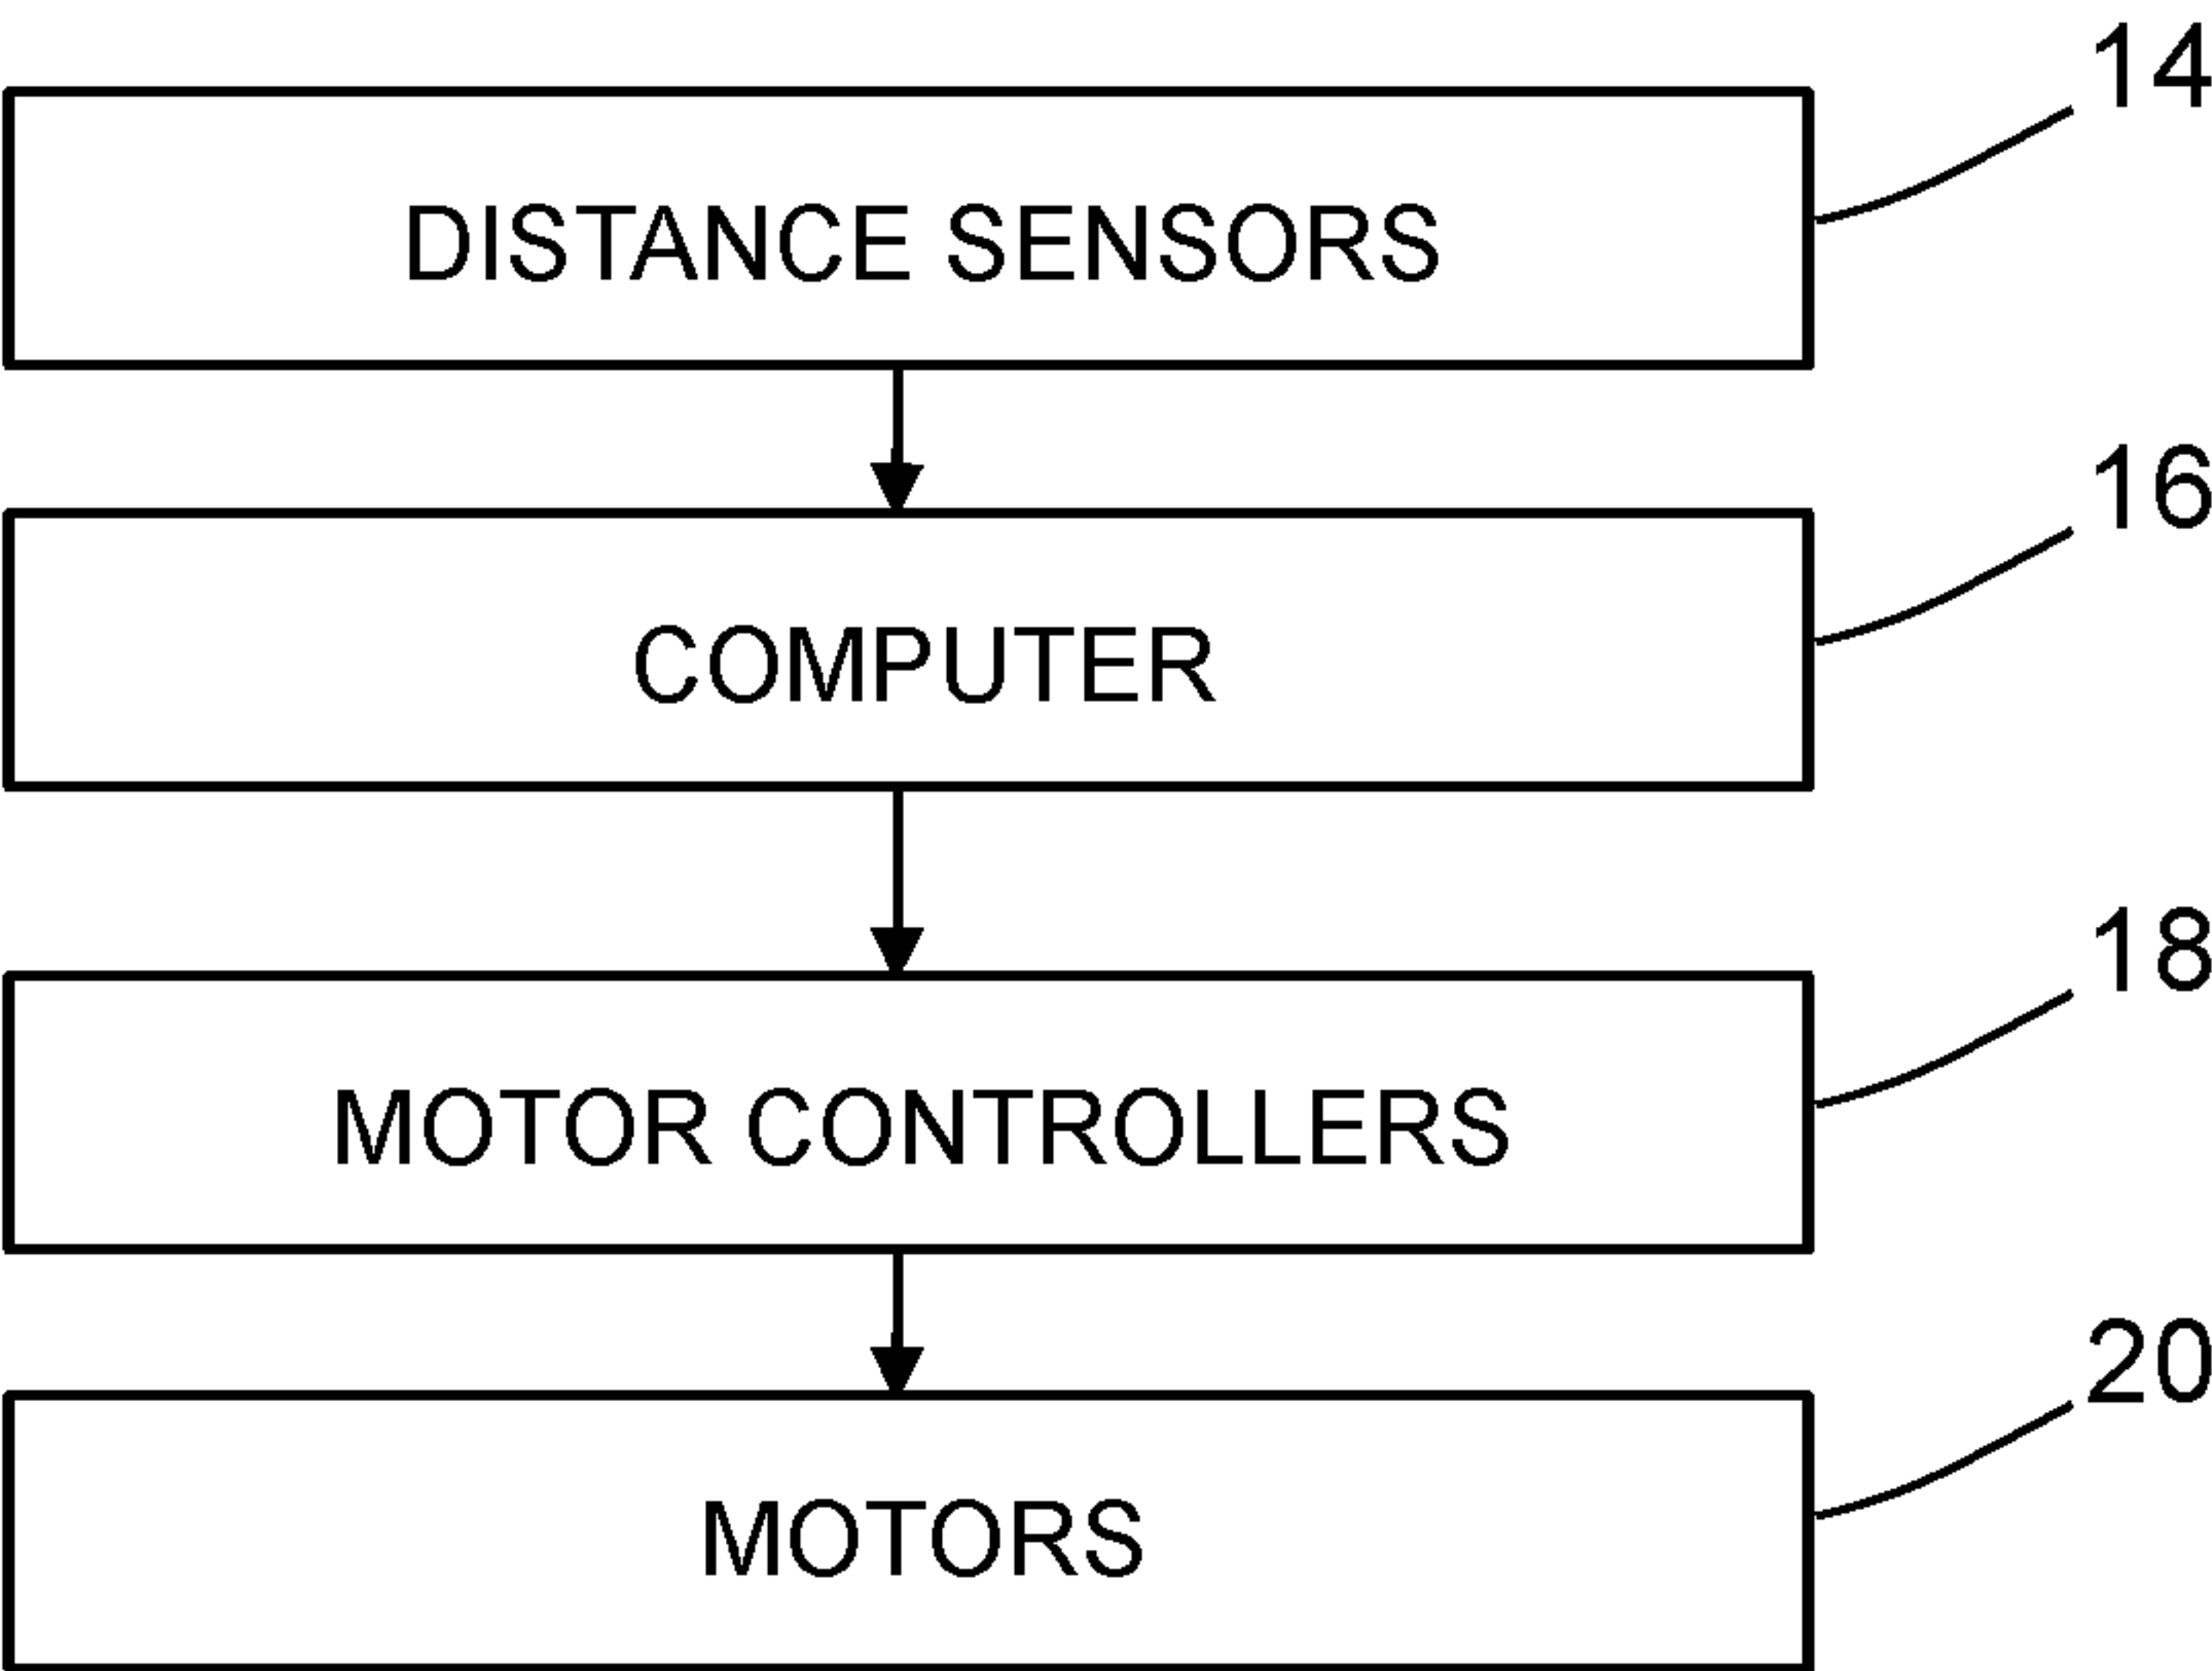 14
DISTANCE SENSORS
16
COMPUTER
18
MOTOR CONTROLLERS
20
MOTORS